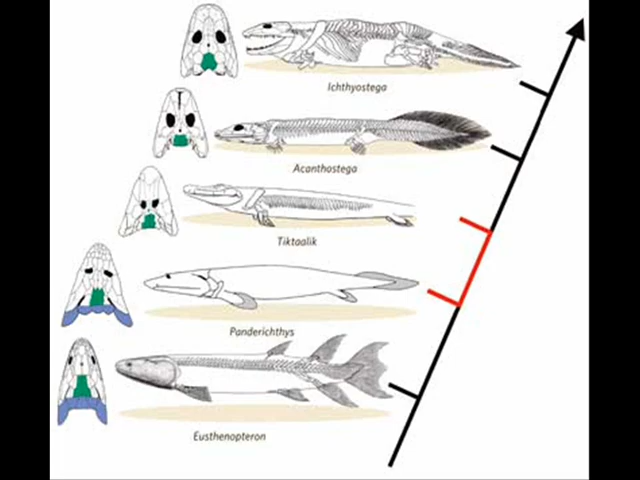 Ichthyostega
Acanthostega
Tiktaalik
Panderichthys
Eusthenopteron